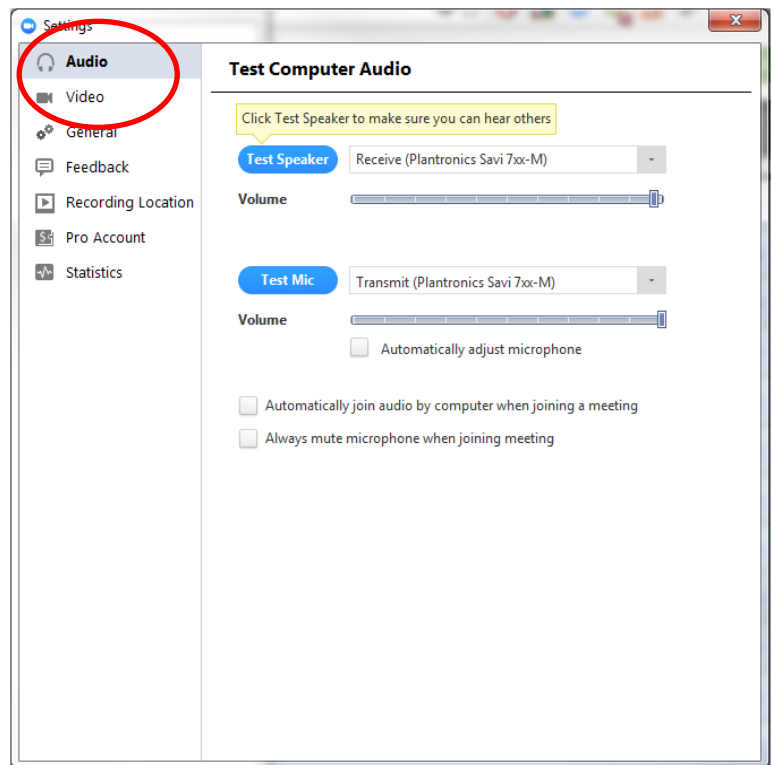 Settings
Audio
Video
General
Feedback
Recording Location
Pro Account
Statistics
Test Computer Audio
Click Test Speaker to make sure you can hear others
Test Speaker
Receive (Plantronics Savi 7xx-M)
Volume
Test Mic
Transmit (Plantronics Savi 7xx-M)
Volume
Automatically adjust microphone
Automatically join audio by computer when joining a meeting
Always mute microphone when joining meeting